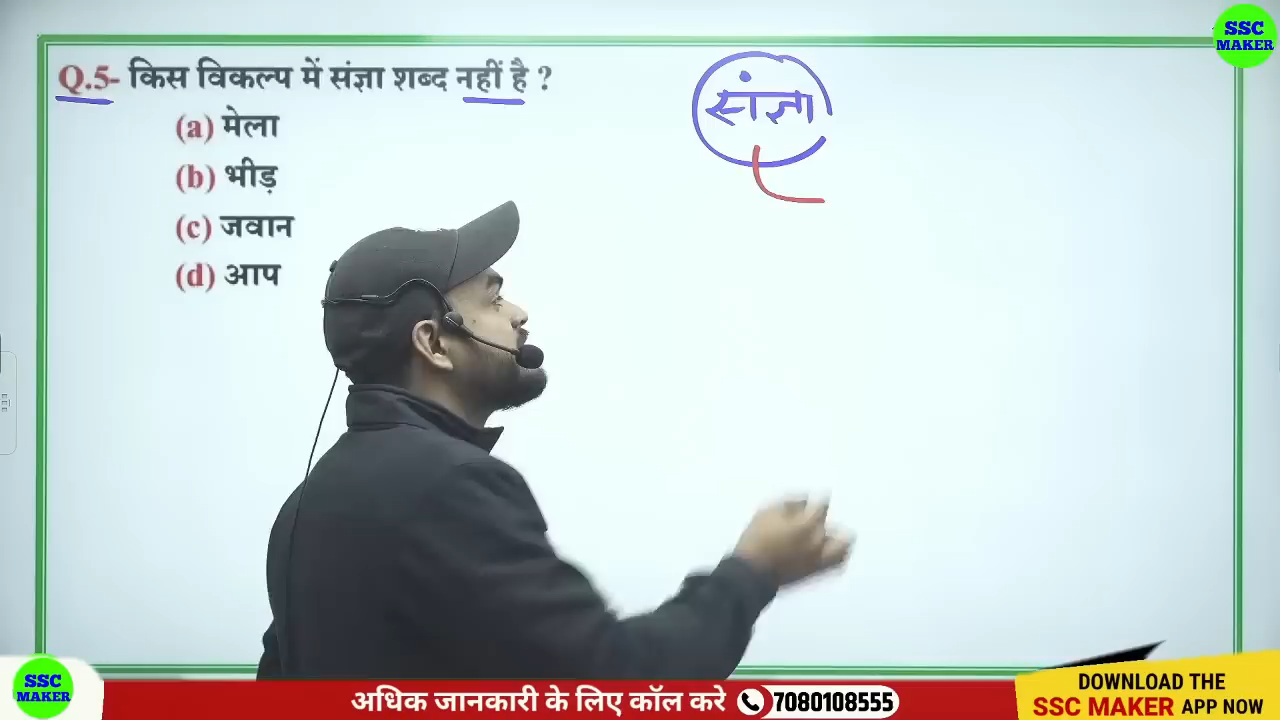 SSC
MAKER
Q.5- किस विकल्प में संज्ञा शब्द नहीं है ?
संज्ञा
(a) मेला
(b) भीड़
(c) जवान
(d) आप
SSC
MAKER
अधिक जानकारी के लिए कॉल करे 7080108555
DOWNLOAD THE
SSC MAKER APP NOW